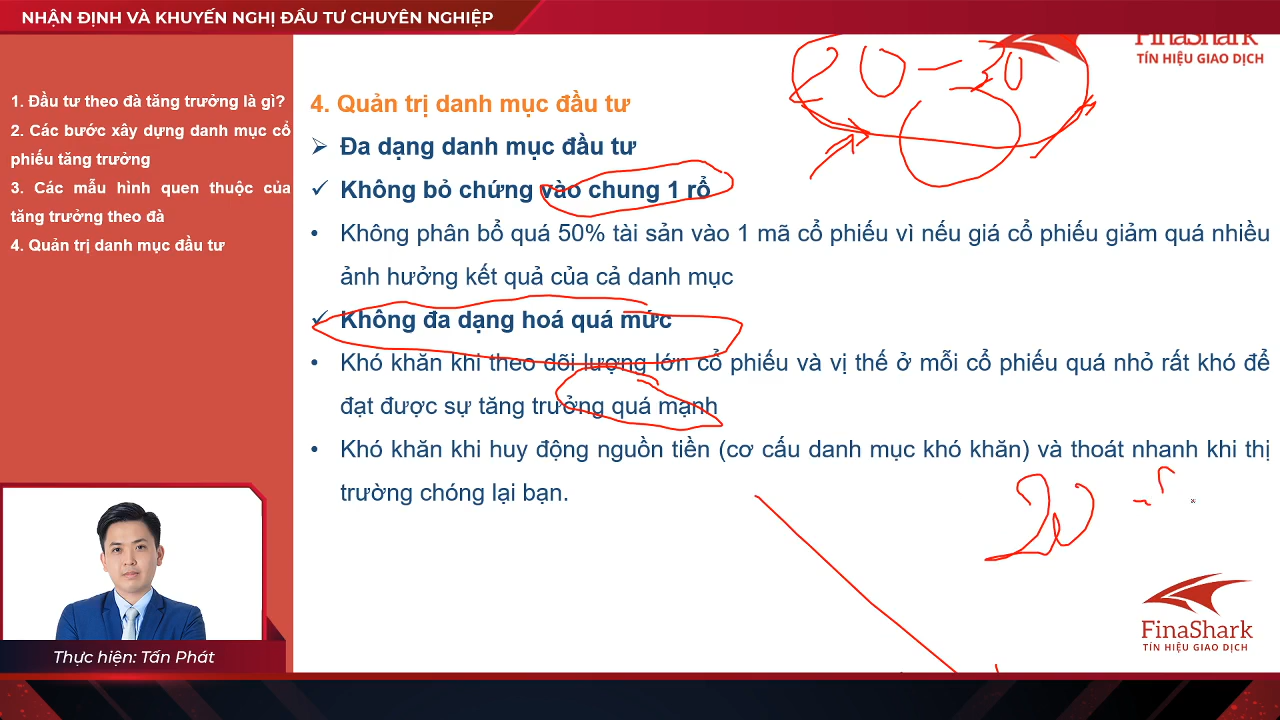 NHẬN ĐỊNH VÀ KHUYẾN NGHỊ ĐẦU TƯ CHUYÊN NGHIỆP
FinaShark
TÍN HIỆU GIAO DỊCH
20 - 30
1. Đầu tư theo đà tăng trưởng là gì?
2. Các bước xây dựng danh mục cổ
phiếu tăng trưởng
3. Các mẫu hình quen thuộc của
tăng trưởng theo đà
4. Quản trị danh mục đầu tư
4. Quản trị danh mục đầu tư
➢ Đa dạng danh mục đầu tư
✓ Không bỏ chứng vào chung 1 rổ
• Không phân bổ quá 50% tài sản vào 1 mã cổ phiếu vì nếu giá cổ phiếu giảm quá nhiều
ảnh hưởng kết quả của cả danh mục
✓ Không đa dạng hoá quá mức
• Khó khăn khi theo dõi lượng lớn cổ phiếu và vị thế ở mỗi cổ phiếu quá nhỏ rất khó để
đạt được sự tăng trưởng quá mạnh
• Khó khăn khi huy động nguồn tiền (cơ cấu danh mục khó khăn) và thoát nhanh khi thị
trường chóng lại bạn.
20 -
FinaShark
TÍN HIỆU GIAO DỊCH
Thực hiện: Tấn Phát